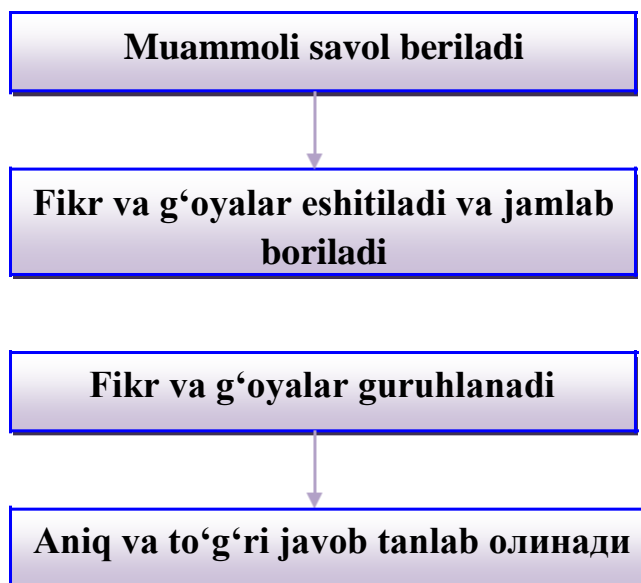 Muammoli savol beriladi
Fikr va g‘oyalar eshitiladi va jamlab
boriladi
Fikr va g‘oyalar guruhlanadi
Aniq va to‘g‘ri javob tanlab олинади